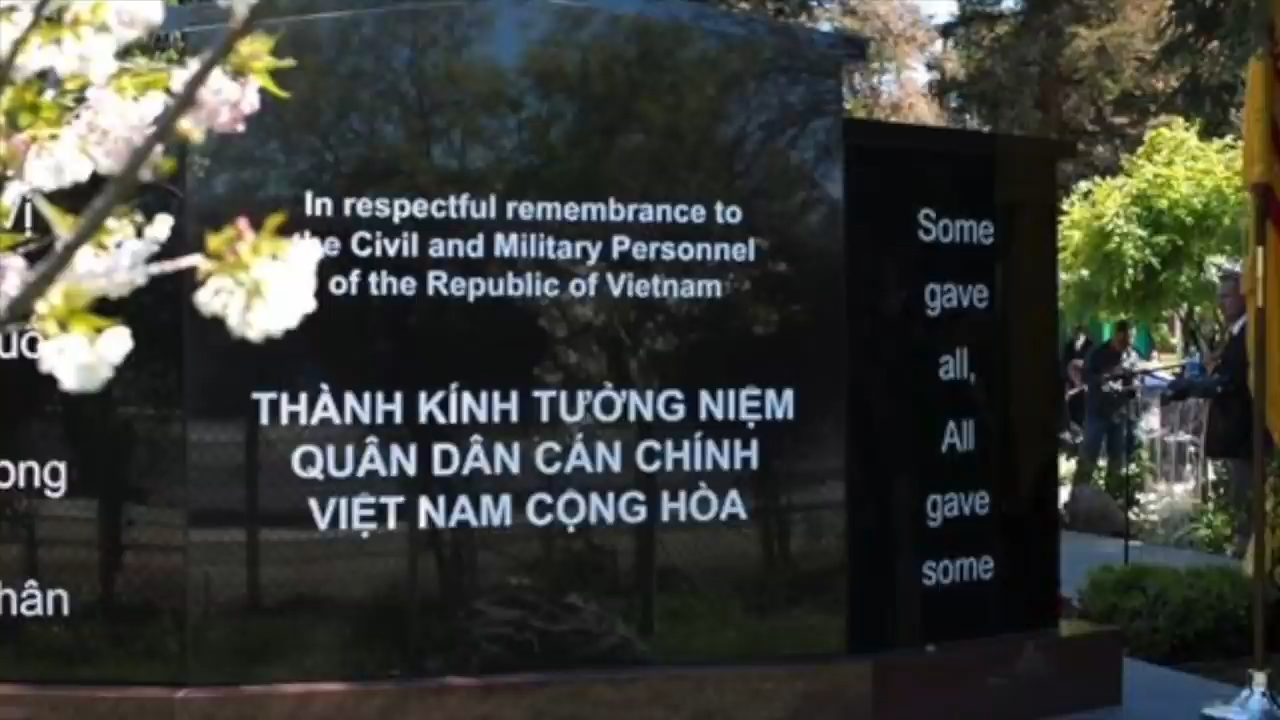 In respectful remembrance to
the Civil and Military Personnel
of the Republic of Vietnam
THÀNH KÍNH TƯỞNG NIỆM
QUÂN DÂN CÁN CHÍNH
VIỆT NAM CỘNG HÒA
Some
gave
all,
All
gave
some